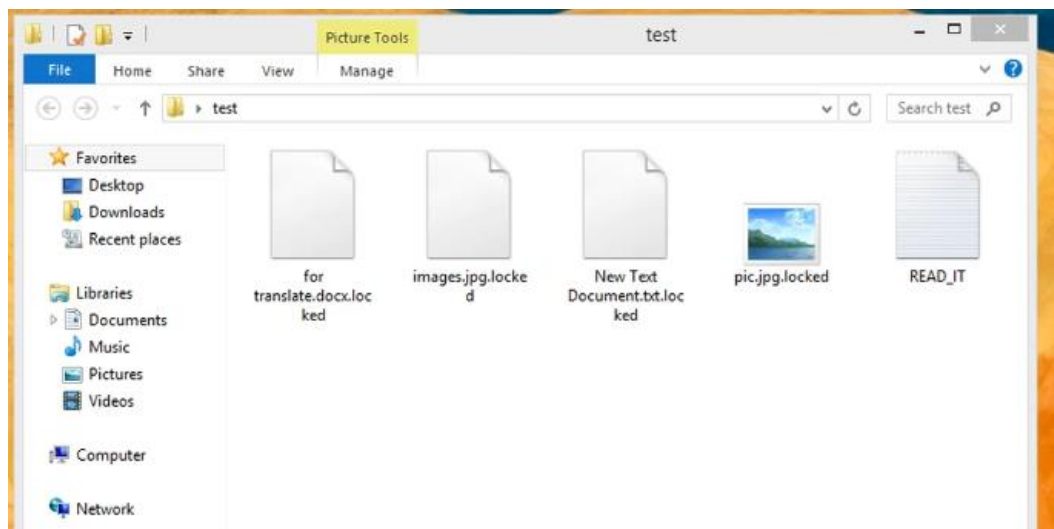 Picture Tools
test
File Home Share View Manage
test
Search test
Favorites
Desktop
Downloads
Recent places
Libraries
Documents
Music
Pictures
Videos
Computer
Network
for
translate.docx.loc
ked
images.jpg.locke
d
New Text
Document.txt.loc
ked
pic.jpg.locked
READ_IT